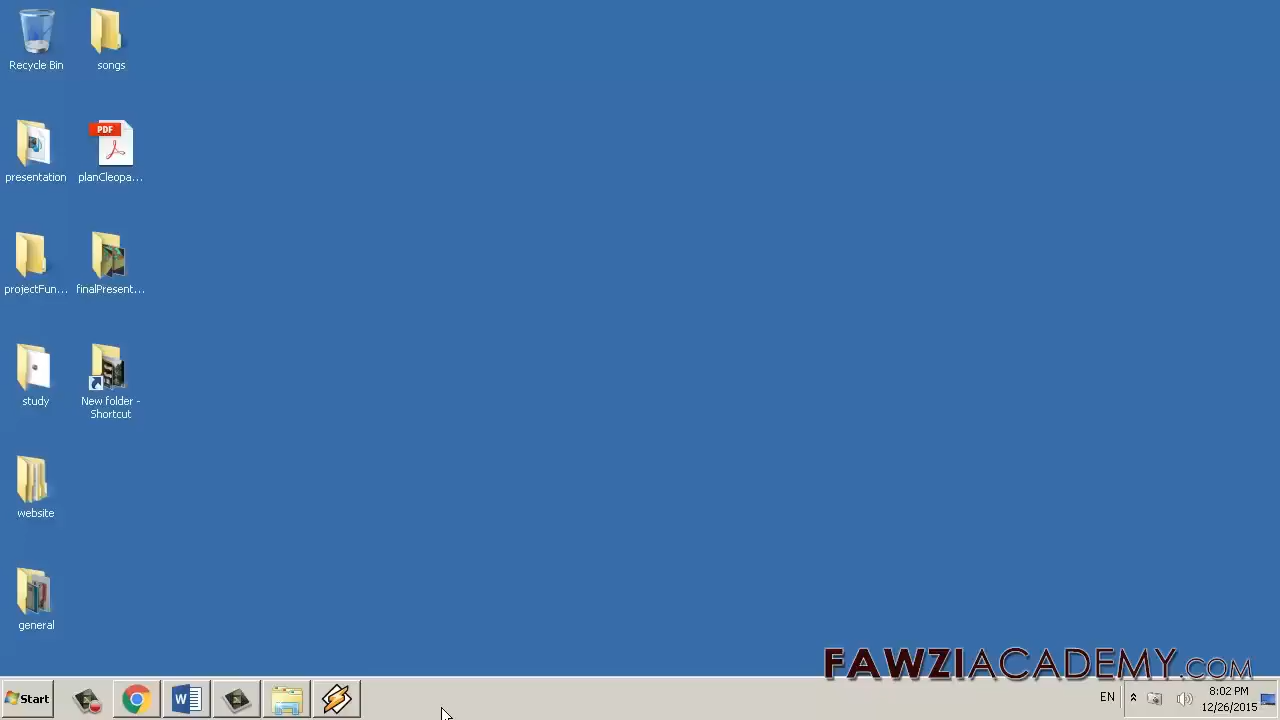 Recycle Bin
songs
PDF
presentation
planCleopa...
projectFun...
finalPresent...
study
New folder -
Shortcut
website
general
FAWZIACADEMY.COM
Start
W
EN
8:02 PM
12/26/2015